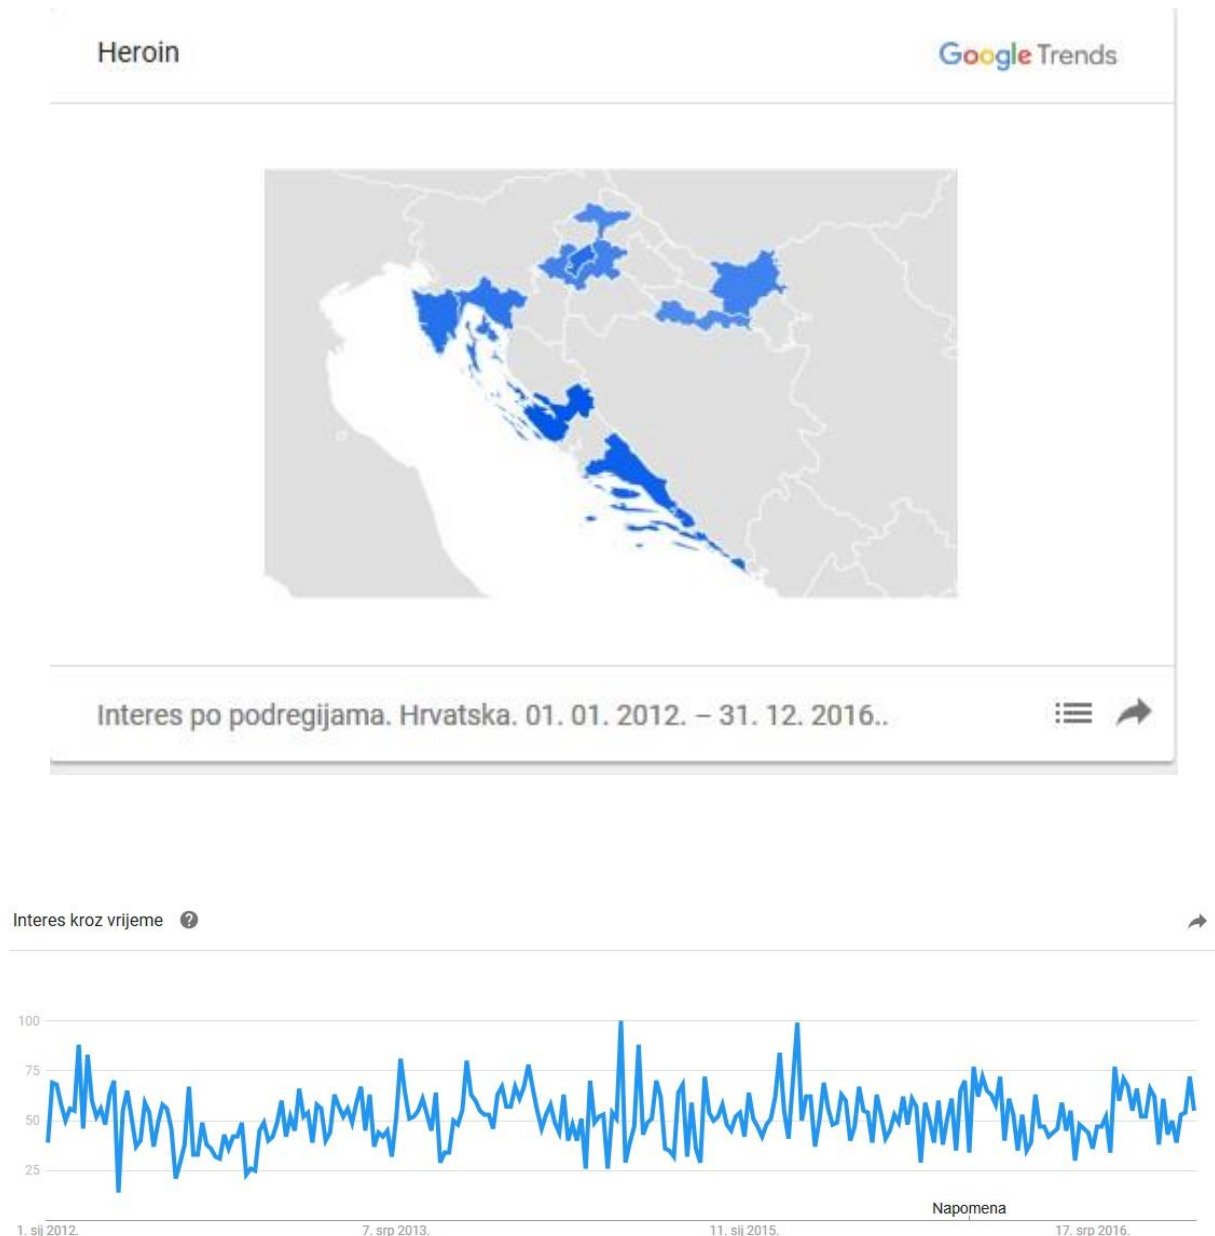 Heroin
Google Trends
Interes po podregijama. Hrvatska. 01. 01. 2012. – 31. 12. 2016..
Interes kroz vrijeme ?
100
75
50
25
Napomena
1. sij 2012.
7. srp 2013.
11. sij 2015.
17. srp 2016.